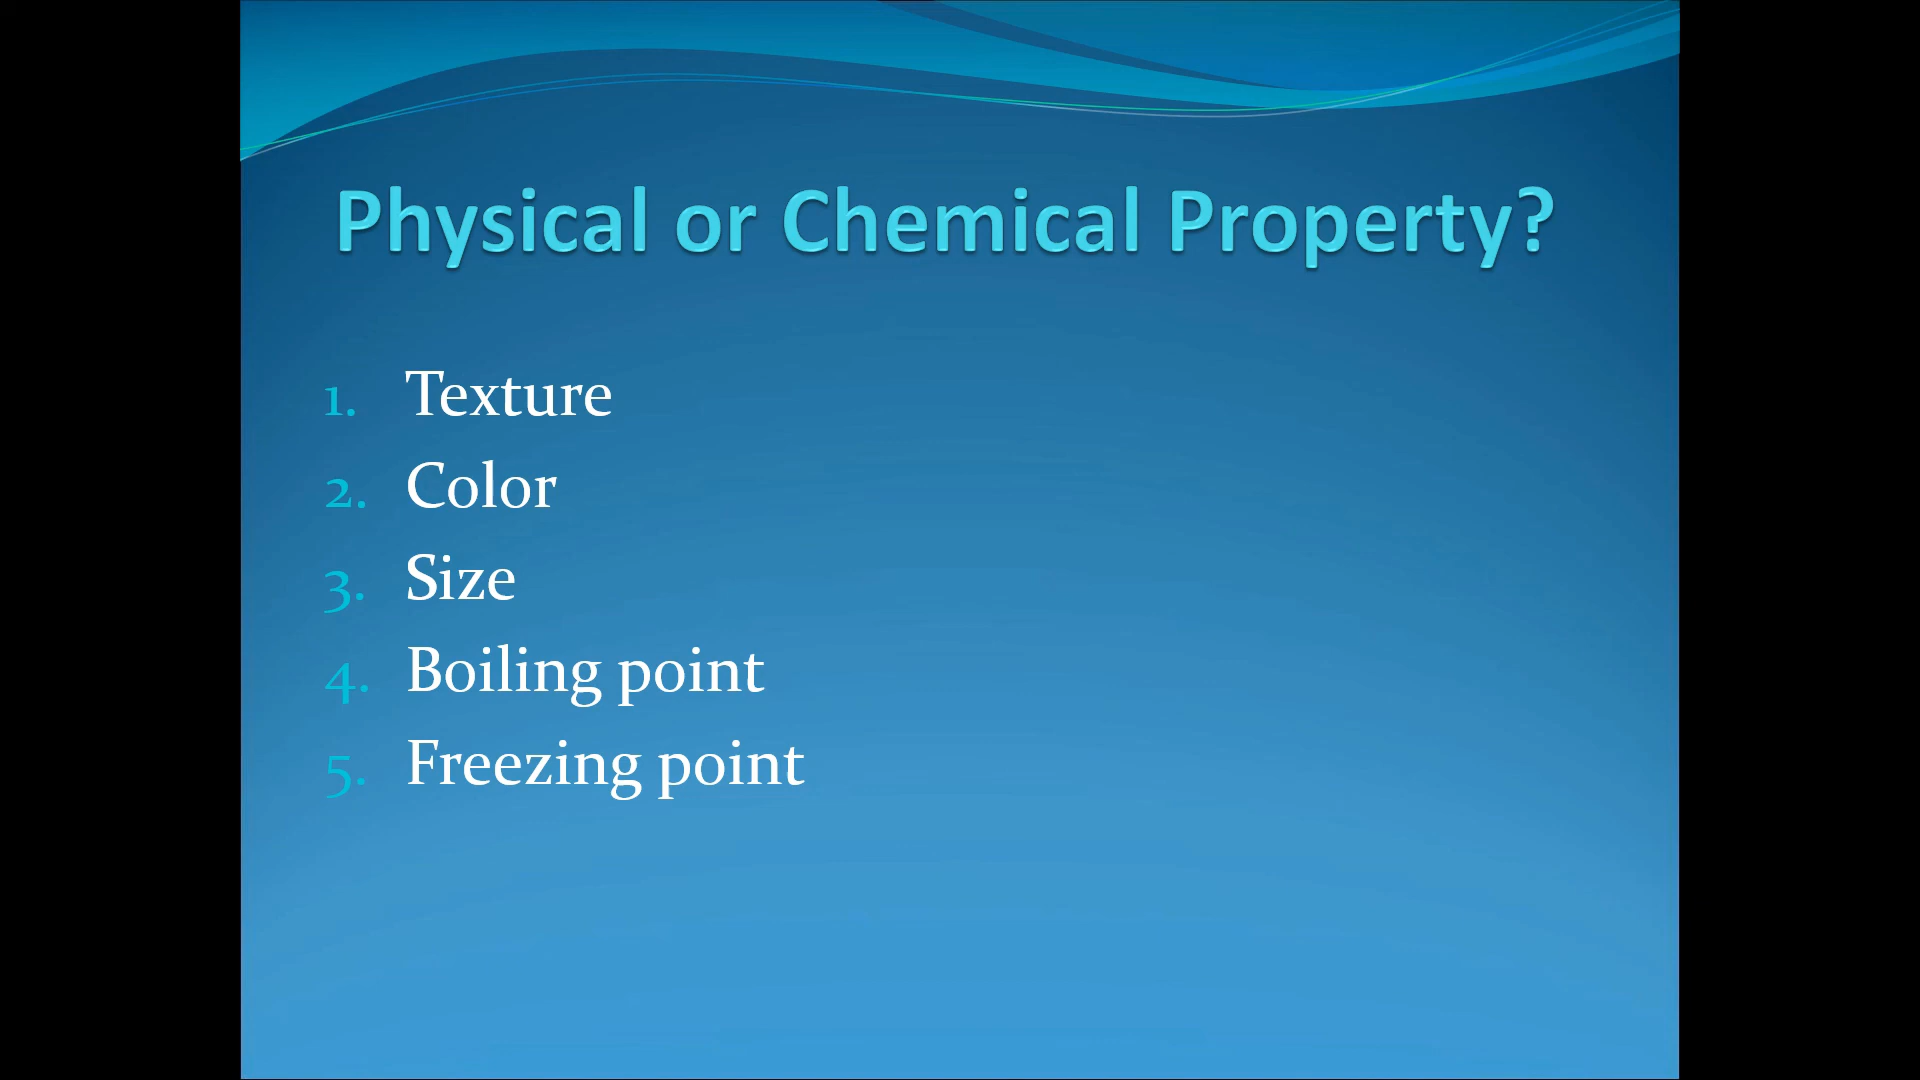 Physical or Chemical Property?
1. Texture
2. Color
3. Size
4. Boiling point
5. Freezing point